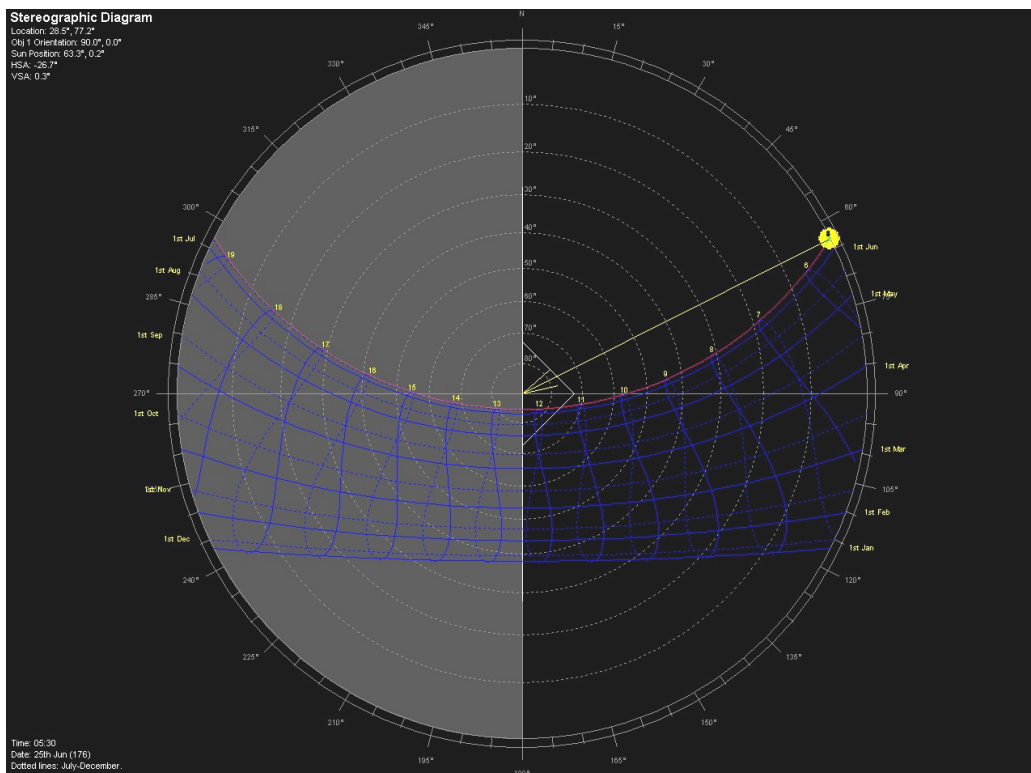 Stereographic Diagram
Location: 28.5°, 77.2°
Obj 1 Orientation: 90.0°, 0.0°
Sun Position: 63.3°, 0.2°
HSA: -26.7°
VSA: 0.3°
N
345°
15°
330°
30°
315°
45°
300°
60°
285°
270°
90°
105°
240°
120°
225°
135°
210°
150°
195°
165°
10°
20°
30°
40°
50°
60°
70°
80°
1st Jul
1st Aug
1st Sep
1st Oct
1st Nov
1st Dec
1st Jun
1st May
1st Apr
1st Mar
1st Feb
1st Jan
19
18
17
16
15
14
13
12
11
10
9
8
7
6
Time: 05:30
Date: 25th Jun (176)
Dotted lines: July-December.